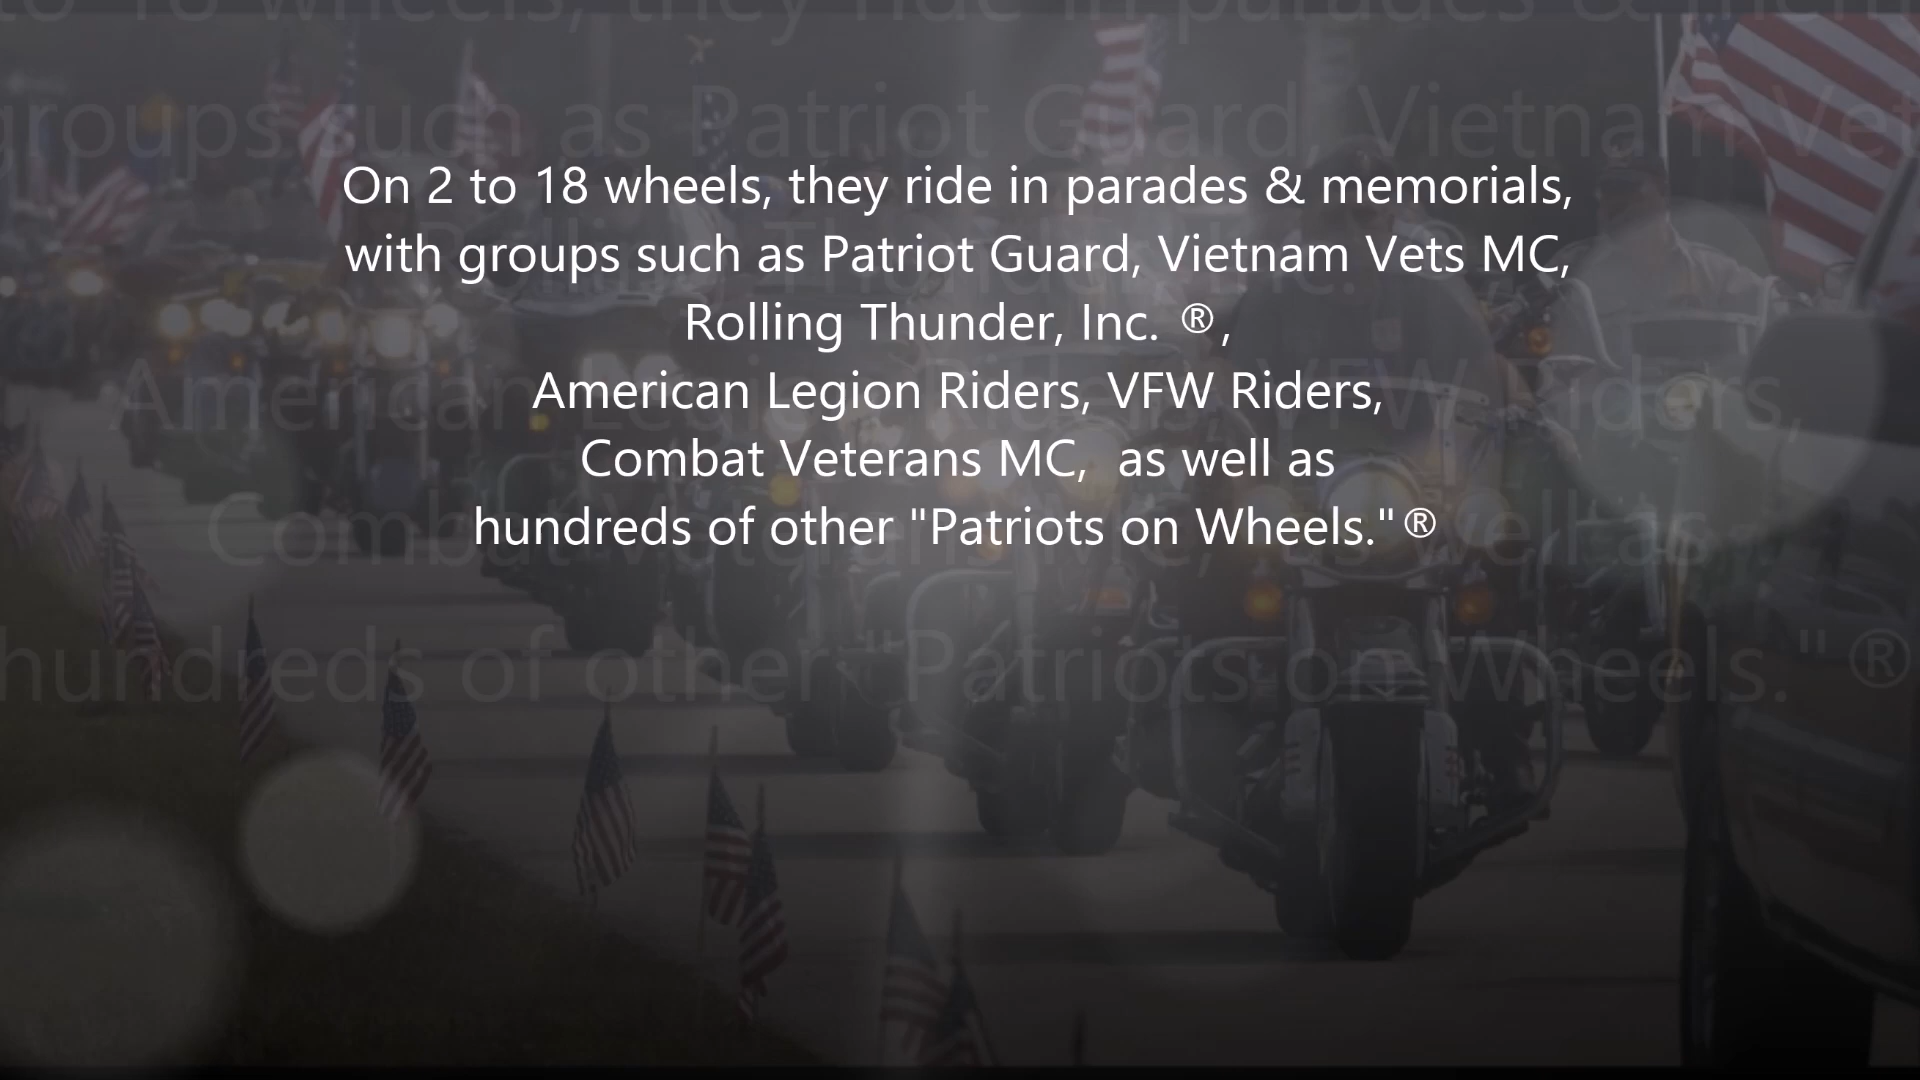 On 2 to 18 wheels, they ride in parades & memorials,
with groups such as Patriot Guard, Vietnam Vets MC,
Rolling Thunder, Inc. ®,
American Legion Riders, VFW Riders,
Combat Veterans MC,  as well as
hundreds of other "Patriots on Wheels."®